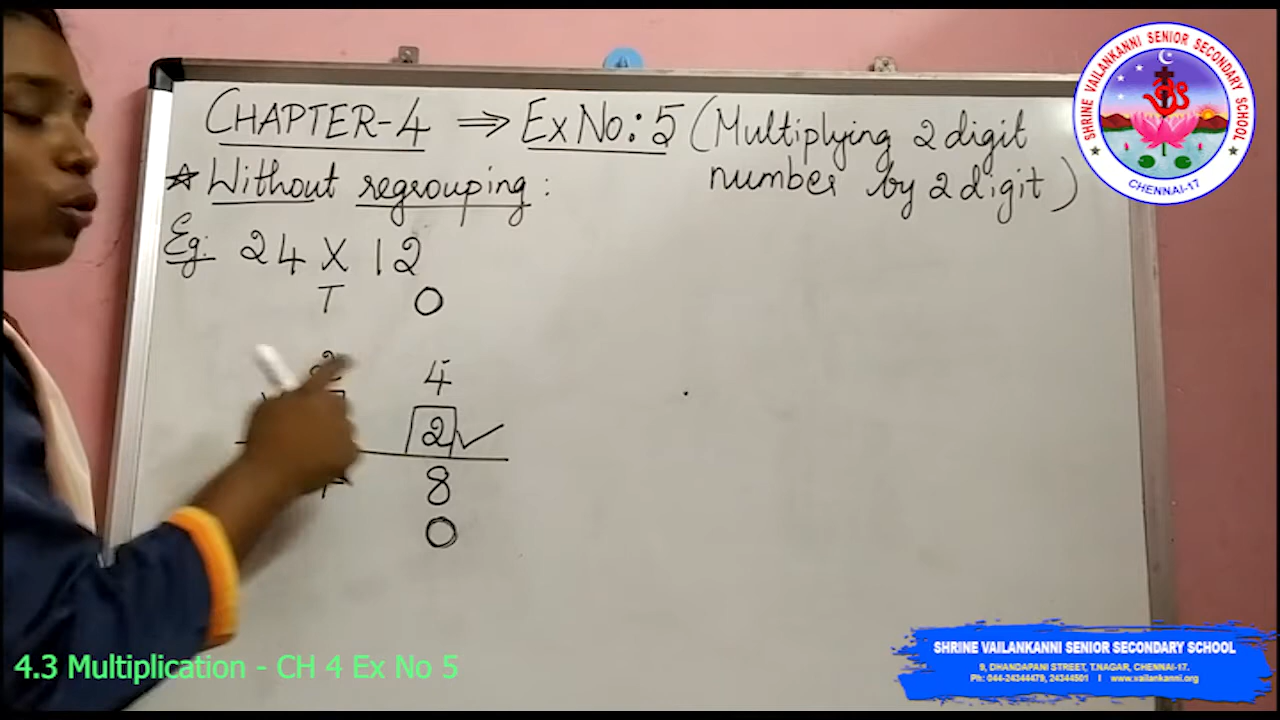 CHAPTER-4 ⇒ Ex No: 5 (Multiplying 2 digit
number by 2 digit)
☆ Without regrouping :
Eg: 24 X 12
T O
2 4
2 ✓
8
0
SHRINE VAILANKANNI SENIOR SECONDARY SCHOOL
CHENNAI-17
4.3 Multiplication - CH 4 Ex No 5
SHRINE VAILANKANNI SENIOR SECONDARY SCHOOL
9, DHANDAPANI STREET, T.NAGAR, CHENNAI-17.
Ph: 044-24344479, 24344501 I www.vailankanni.org